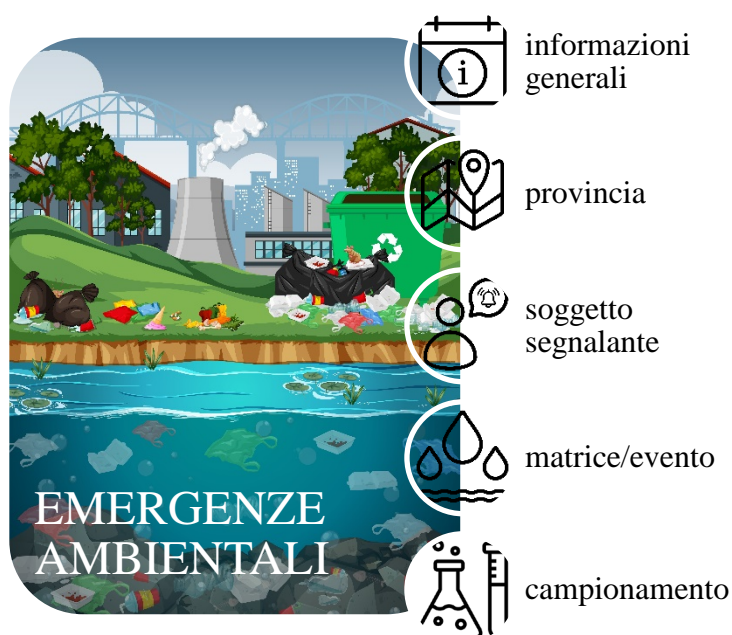 informazioni
generali
provincia
soggetto
segnalante
matrice/evento
campionamento
EMERGENZE
AMBIENTALI